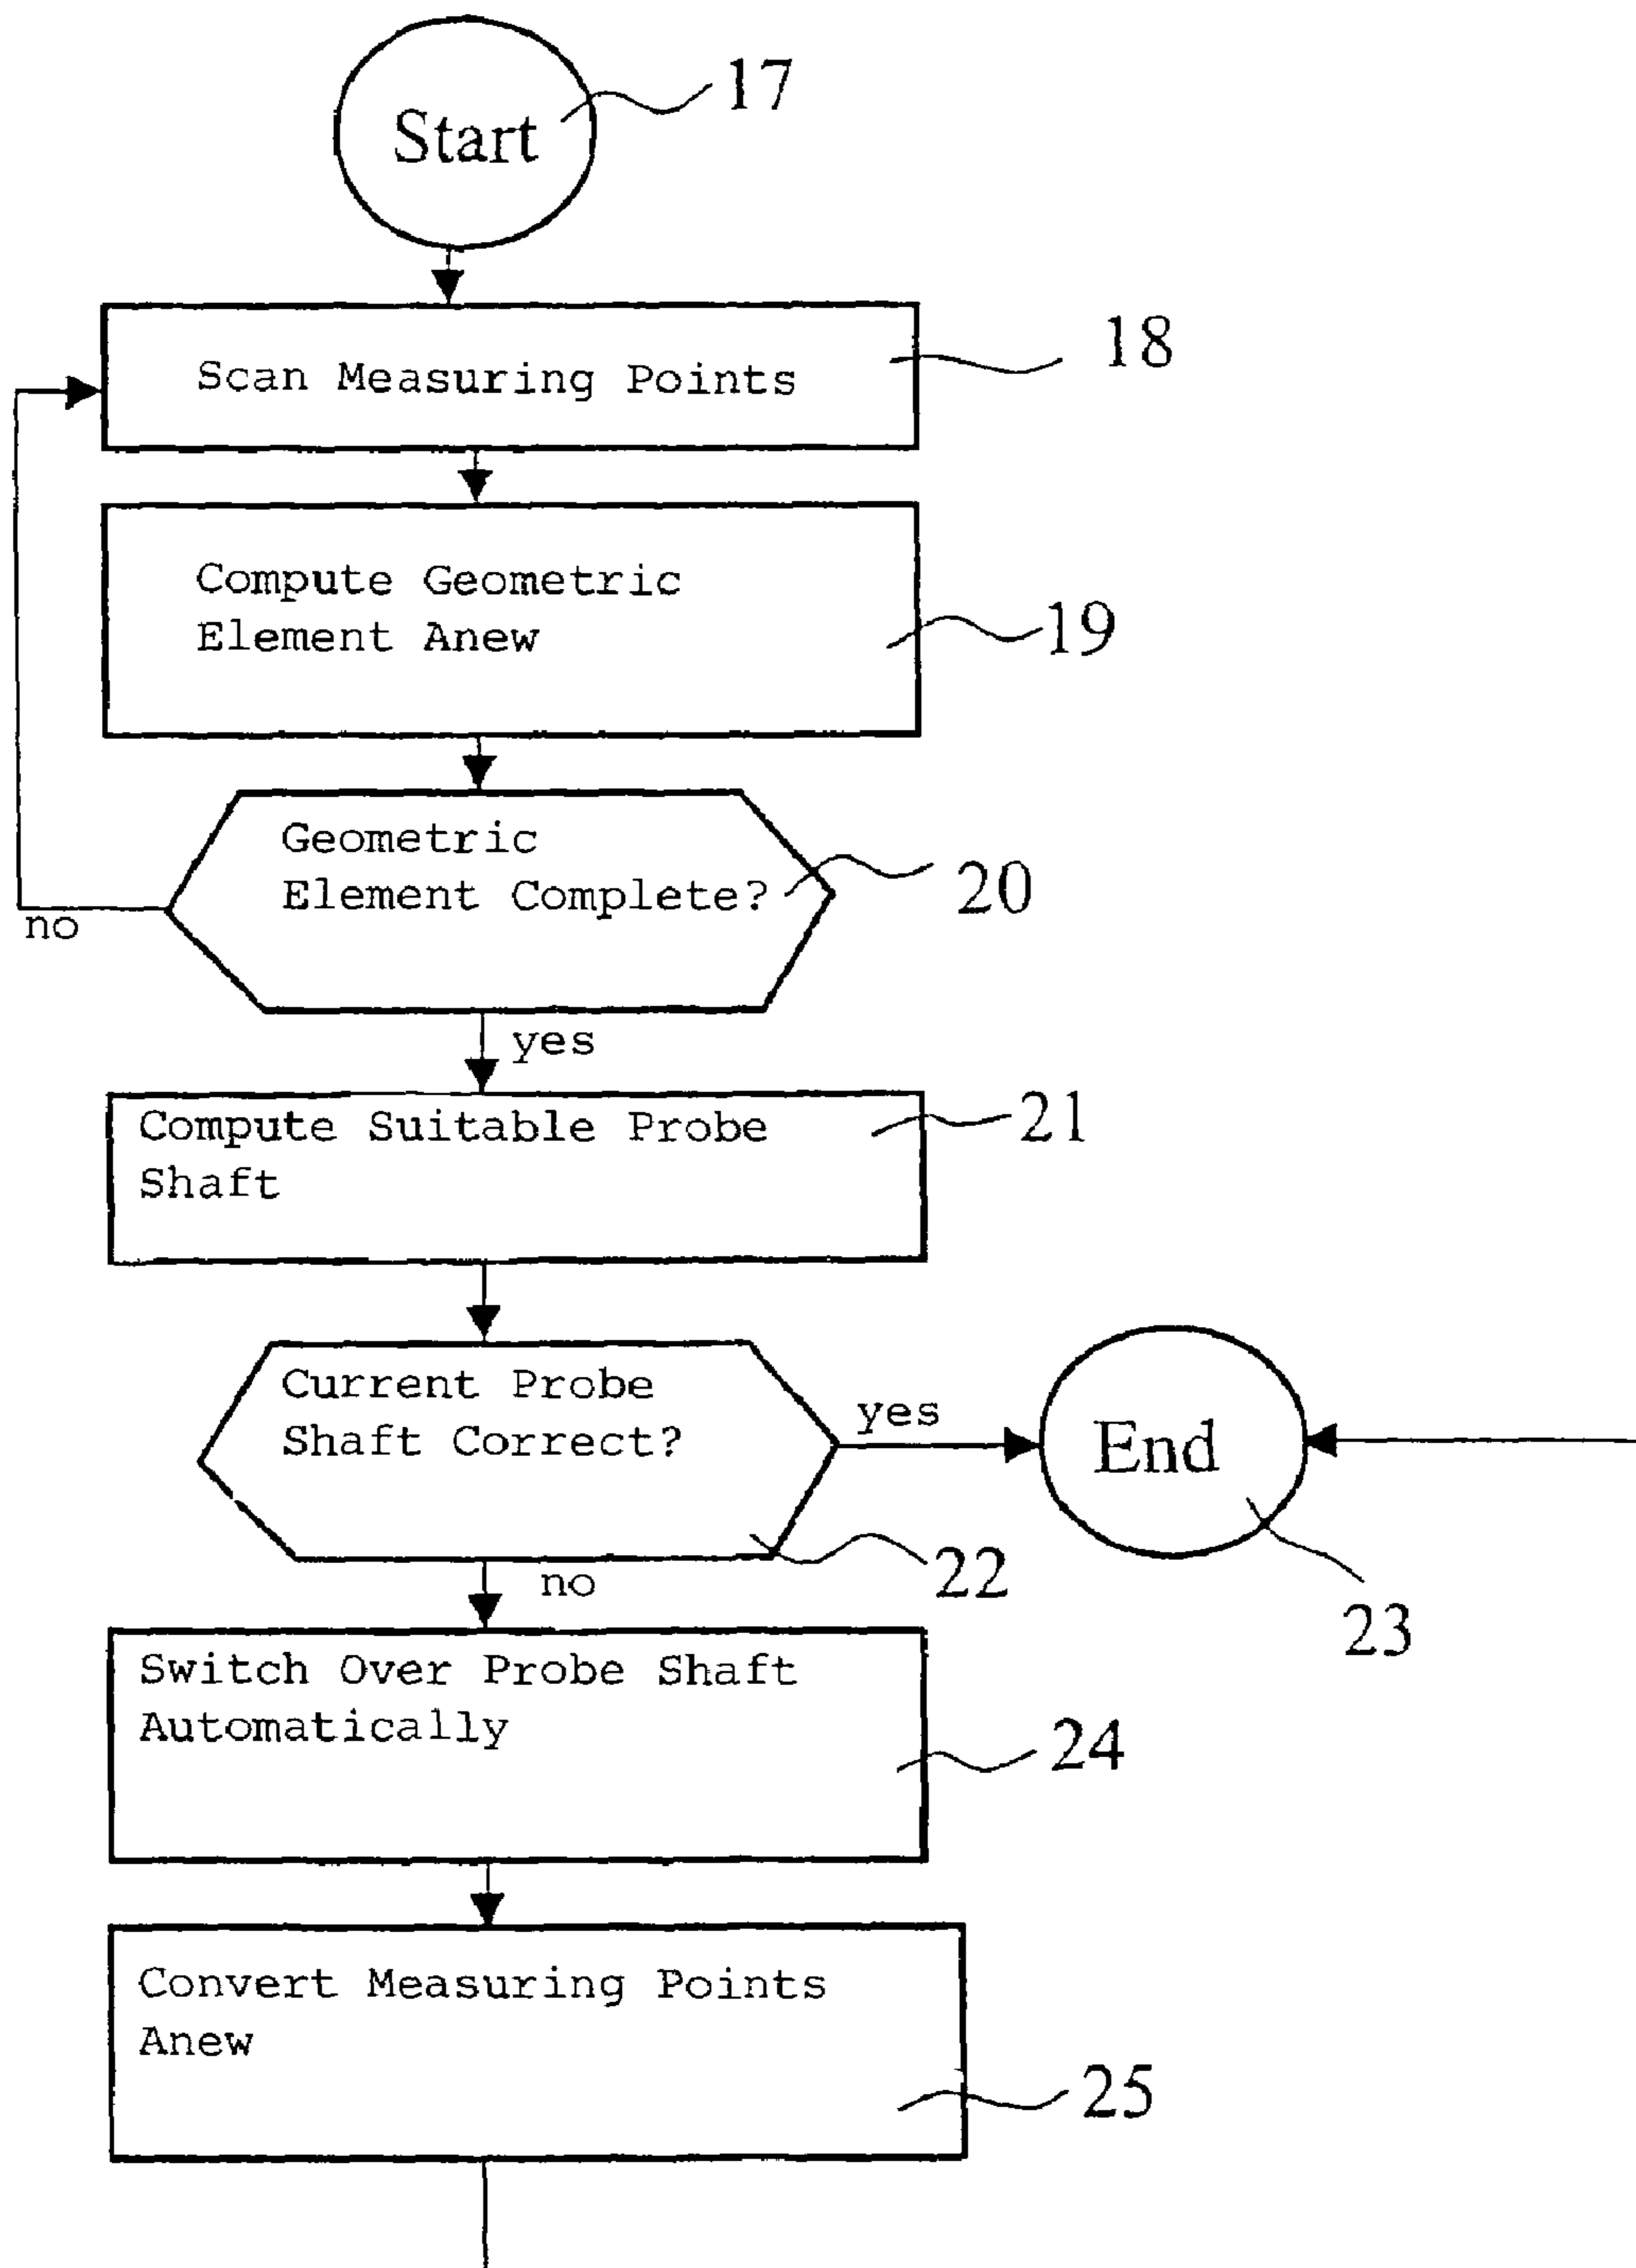 Start
17
Scan Measuring Points
18
Compute Geometric
Element Anew
19
Geometric
Element Complete?
20
no
yes
Compute Suitable Probe
Shaft
21
Current Probe
Shaft Correct?
yes
End
22
no
23
Switch Over Probe Shaft
Automatically
24
Convert Measuring Points
Anew
25